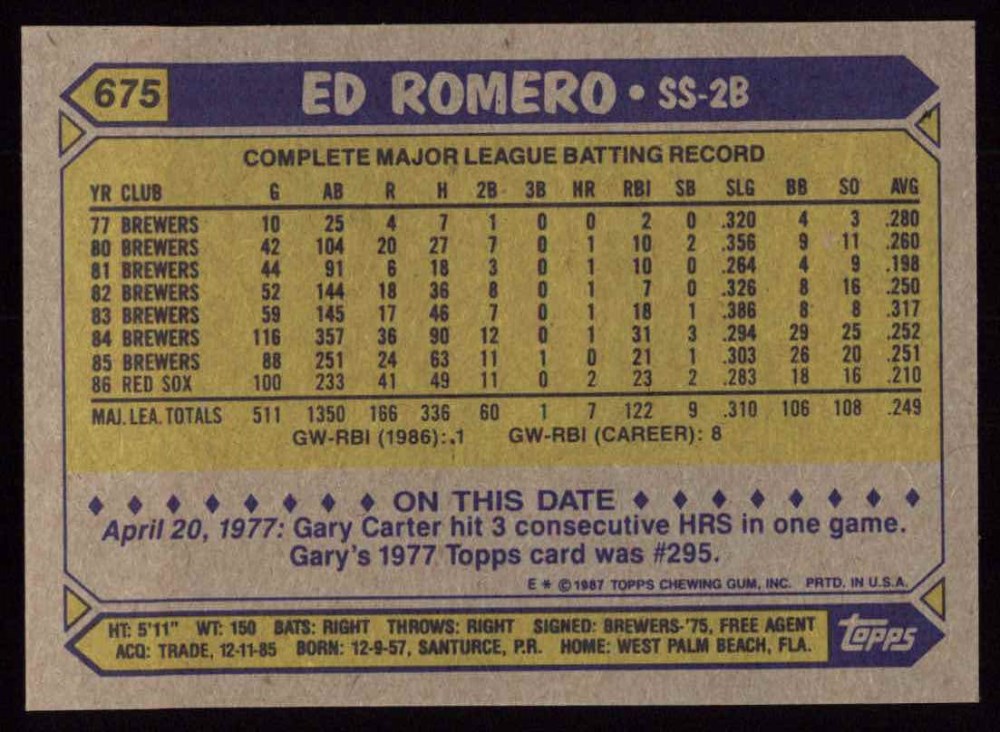 675 ED ROMERO • SS-2B
COMPLETE MAJOR LEAGUE BATTING RECORD
YR CLUB G AB R H 2B 3B HR RBI SB SLG BB SO AVG
77 BREWERS 10 25 4 7 1 0 0 2 0 .320 4 3 .280
80 BREWERS 42 104 20 27 7 0 1 10 2 .356 9 11 .260
81 BREWERS 44 91 6 18 3 0 1 10 0 .264 4 9 .198
82 BREWERS 52 144 18 36 8 0 1 7 0 .326 8 16 .250
83 BREWERS 59 145 17 46 7 0 1 18 1 .386 8 8 .317
84 BREWERS 116 357 36 90 12 0 1 31 3 .294 29 25 .252
85 BREWERS 88 251 24 63 11 1 0 21 1 .303 26 20 .251
86 RED SOX 100 233 41 49 11 0 2 23 2 .283 18 16 .210
MAJ. LEA. TOTALS 511 1350 166 336 60 1 7 122 9 .310 106 108 .249
GW-RBI (1986): 1 GW-RBI (CAREER): 8
ON THIS DATE
April 20, 1977: Gary Carter hit 3 consecutive HRS in one game.
Gary's 1977 Topps card was #295.
E * © 1987 TOPPS CHEWING GUM, INC. PRTD. IN U.S.A.
HT: 5'11" WT: 150 BATS: RIGHT THROWS: RIGHT SIGNED: BREWERS-'75, FREE AGENT
ACQ: TRADE, 12-11-85 BORN: 12-9-57, SANTURCE, P.R. HOME: WEST PALM BEACH, FLA.
topps